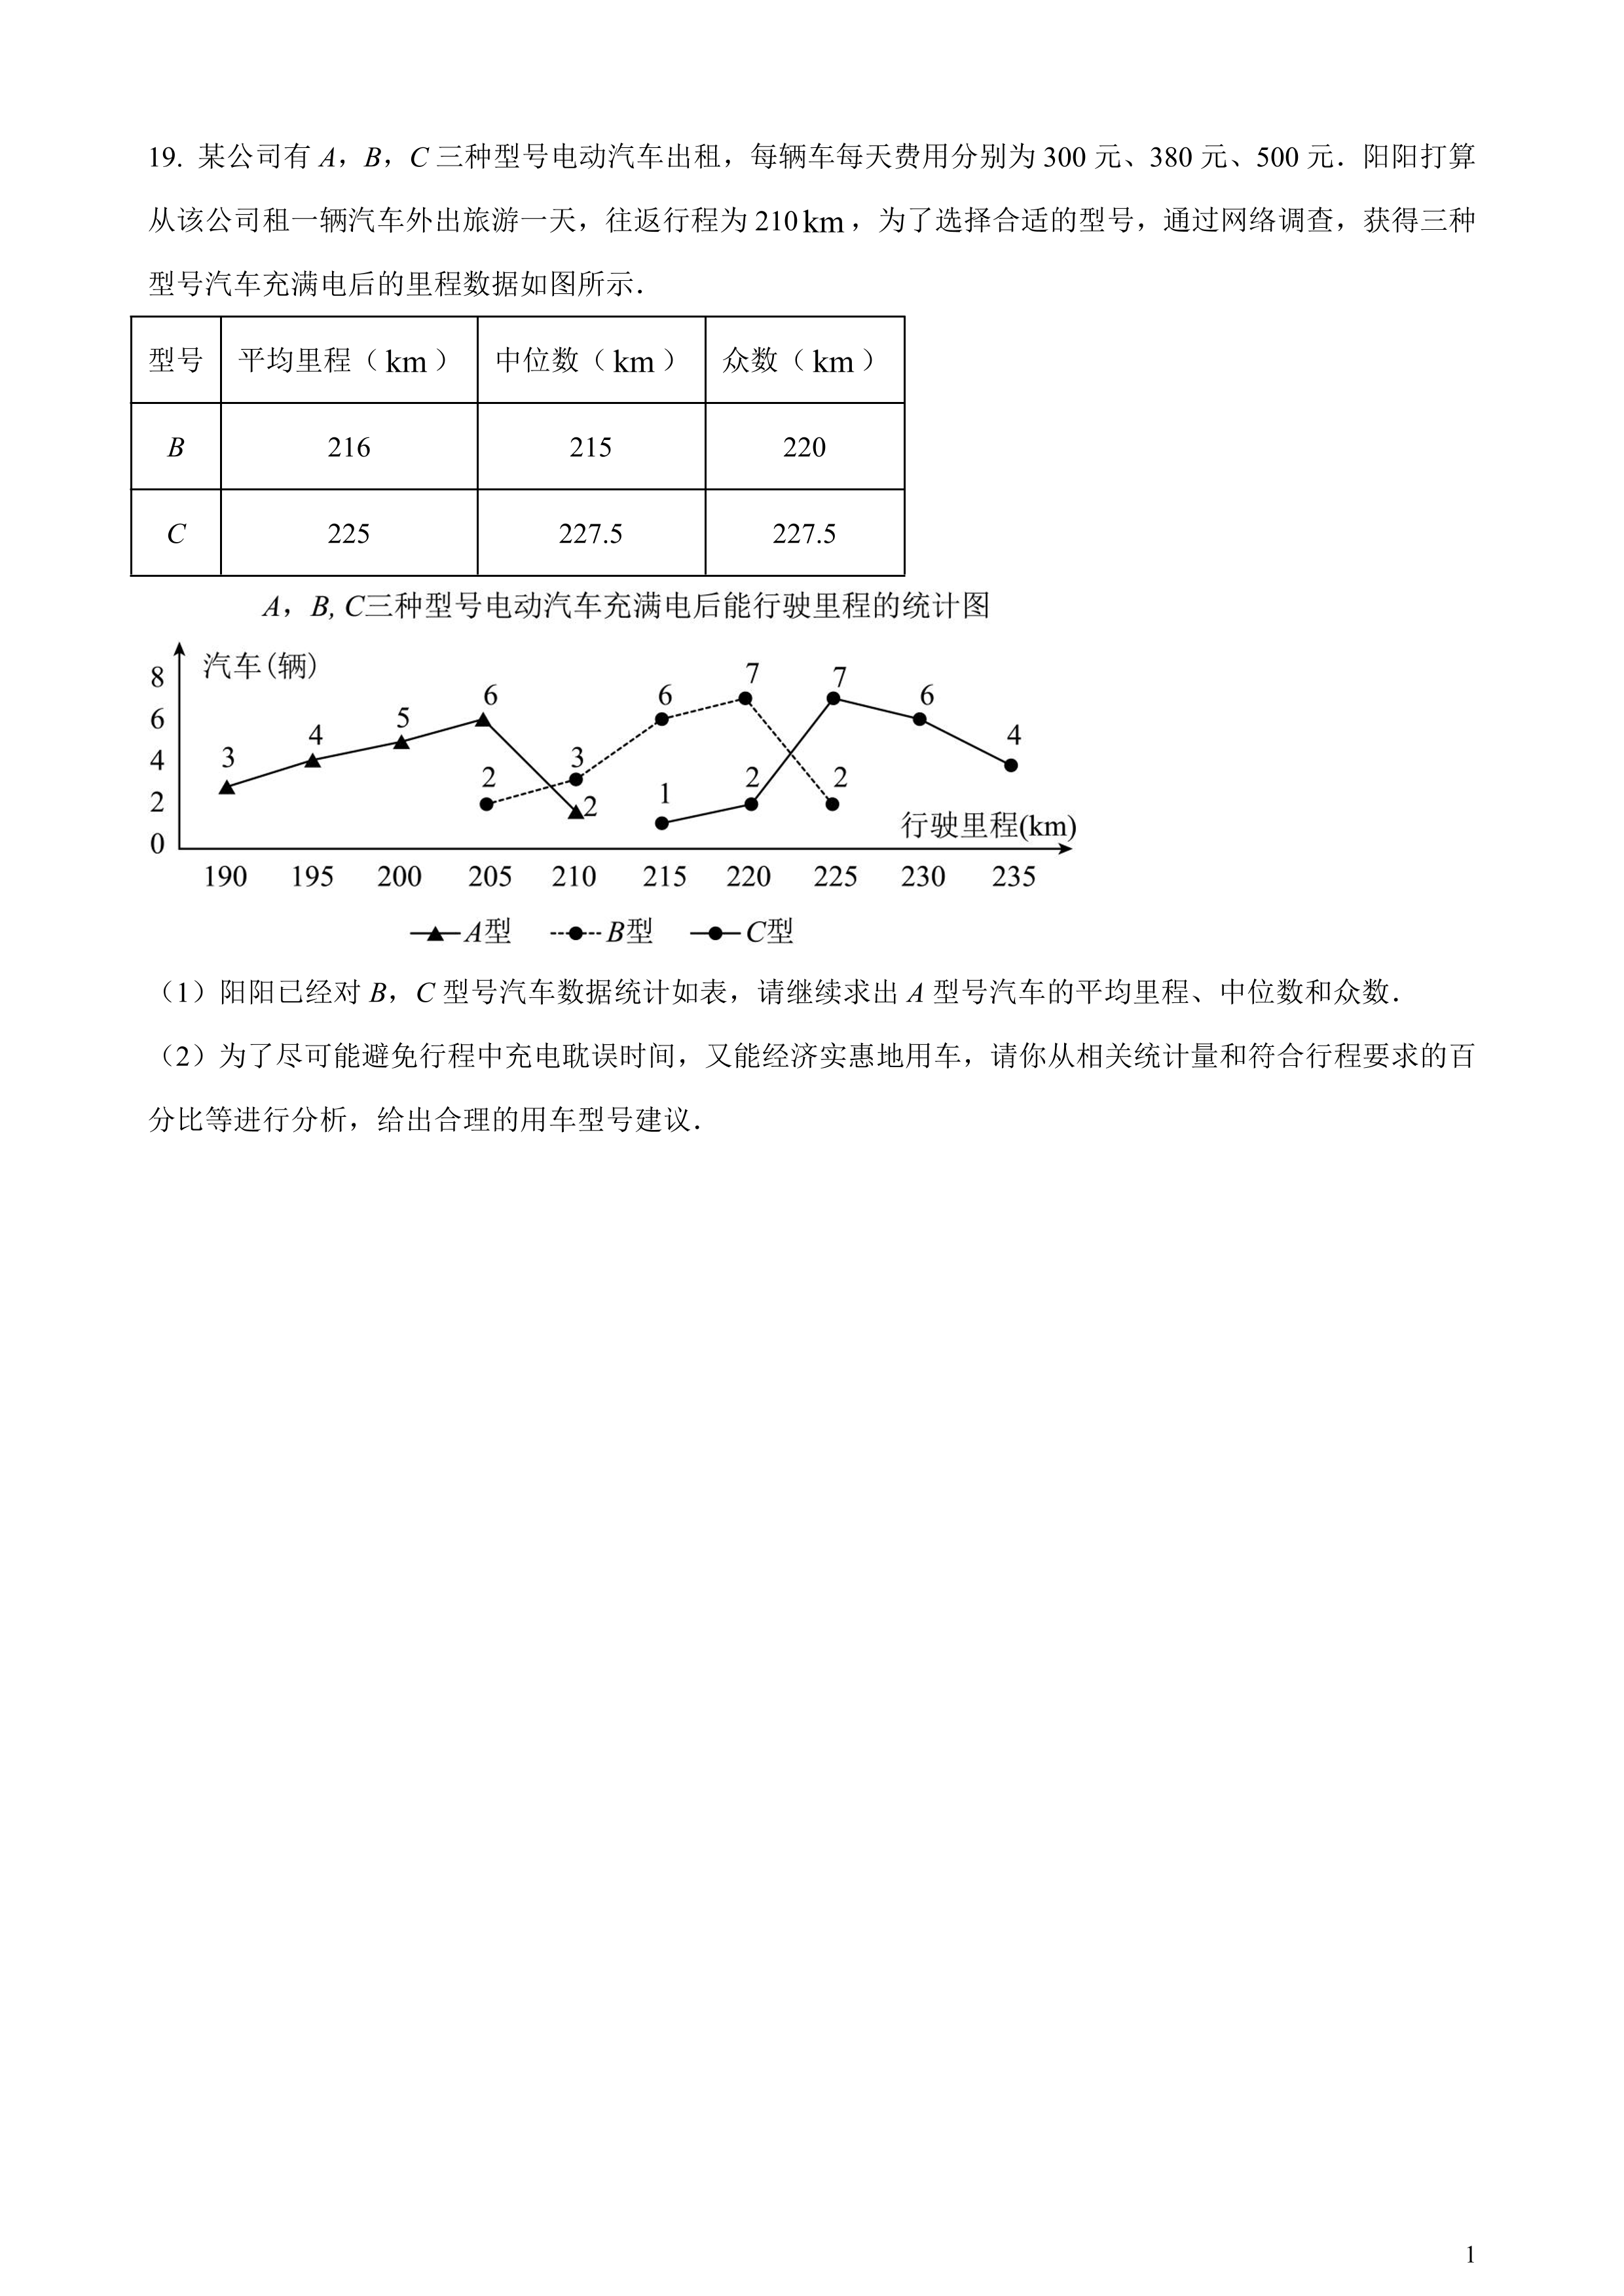 19. 某公司有 A，B，C 三种型号电动汽车出租，每辆车每天费用分别为 300 元、380 元、500 元．阳阳打算
从该公司租一辆汽车外出旅游一天，往返行程为 210 km，为了选择合适的型号，通过网络调查，获得三种
型号汽车充满电后的里程数据如图所示．
型号 平均里程（km） 中位数（km） 众数（km）
B 216 215 220
C 225 227.5 227.5
A，B, C三种型号电动汽车充满电后能行驶里程的统计图
汽车(辆)
8
6
4
2
0
3 4 5 6 2
2 3 6 7 2
1 2 7 6 4
行驶里程(km)
190 195 200 205 210 215 220 225 230 235
A型 B型 C型
（1）阳阳已经对 B，C 型号汽车数据统计如表，请继续求出 A 型号汽车的平均里程、中位数和众数．
（2）为了尽可能避免行程中充电耽误时间，又能经济实惠地用车，请你从相关统计量和符合行程要求的百
分比等进行分析，给出合理的用车型号建议．
1